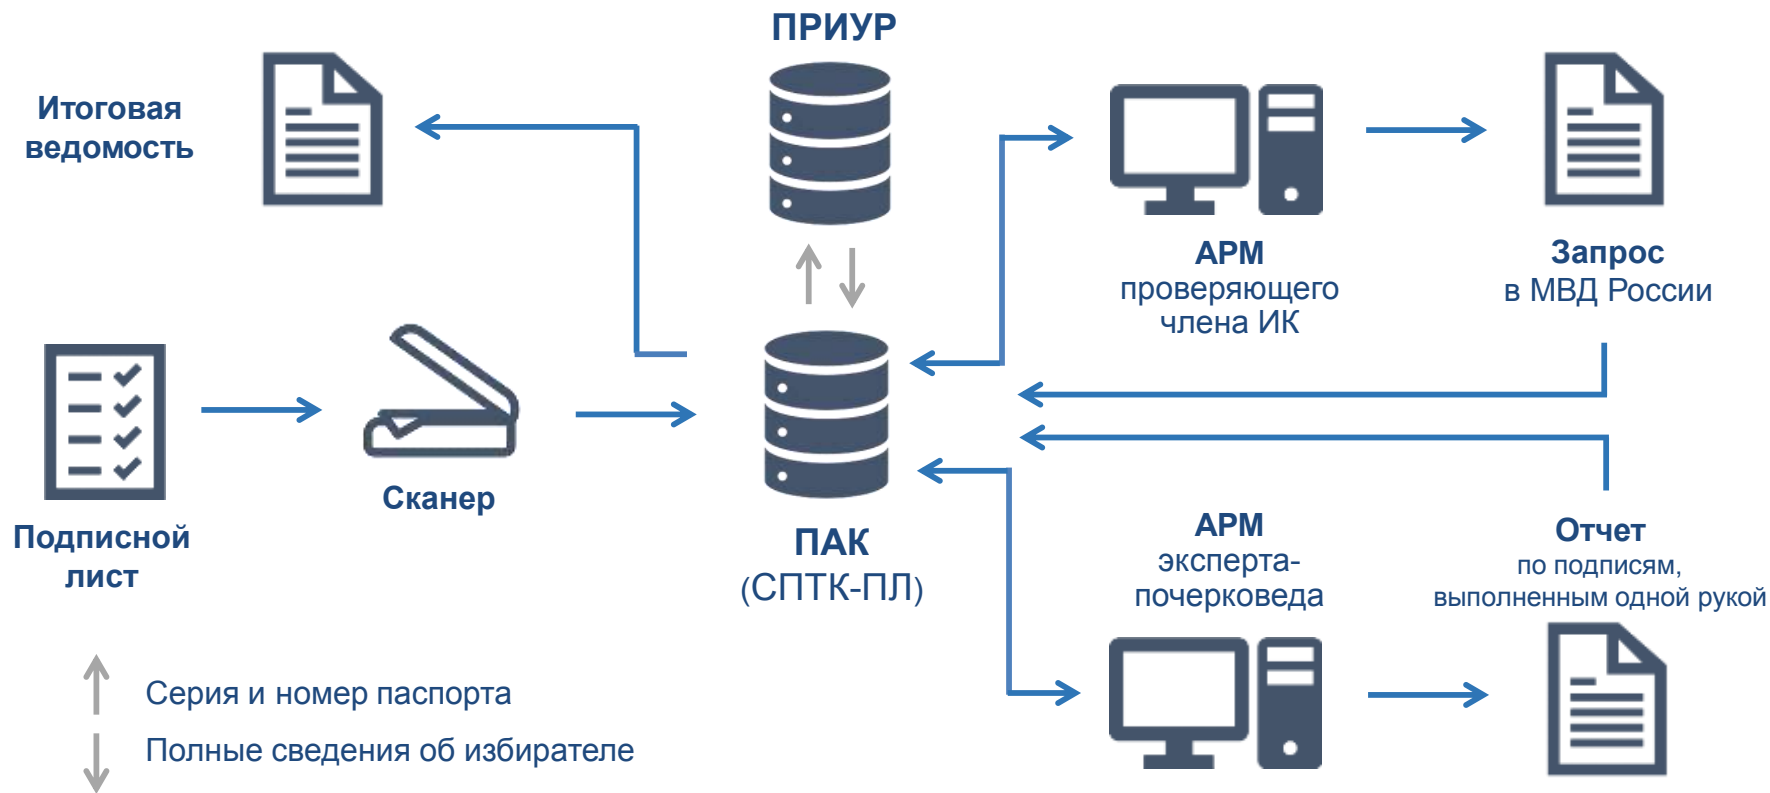 ПРИУР
Итоговая
ведомость
АРМ
проверяющего
члена ИК
Запрос
в МВД России
Сканер
Подписной
лист
ПАК
(СПТК-ПЛ)
АРМ
эксперта-
почерковеда
Отчет
по подписям,
выполненным одной рукой
Серия и номер паспорта
Полные сведения об избирателе